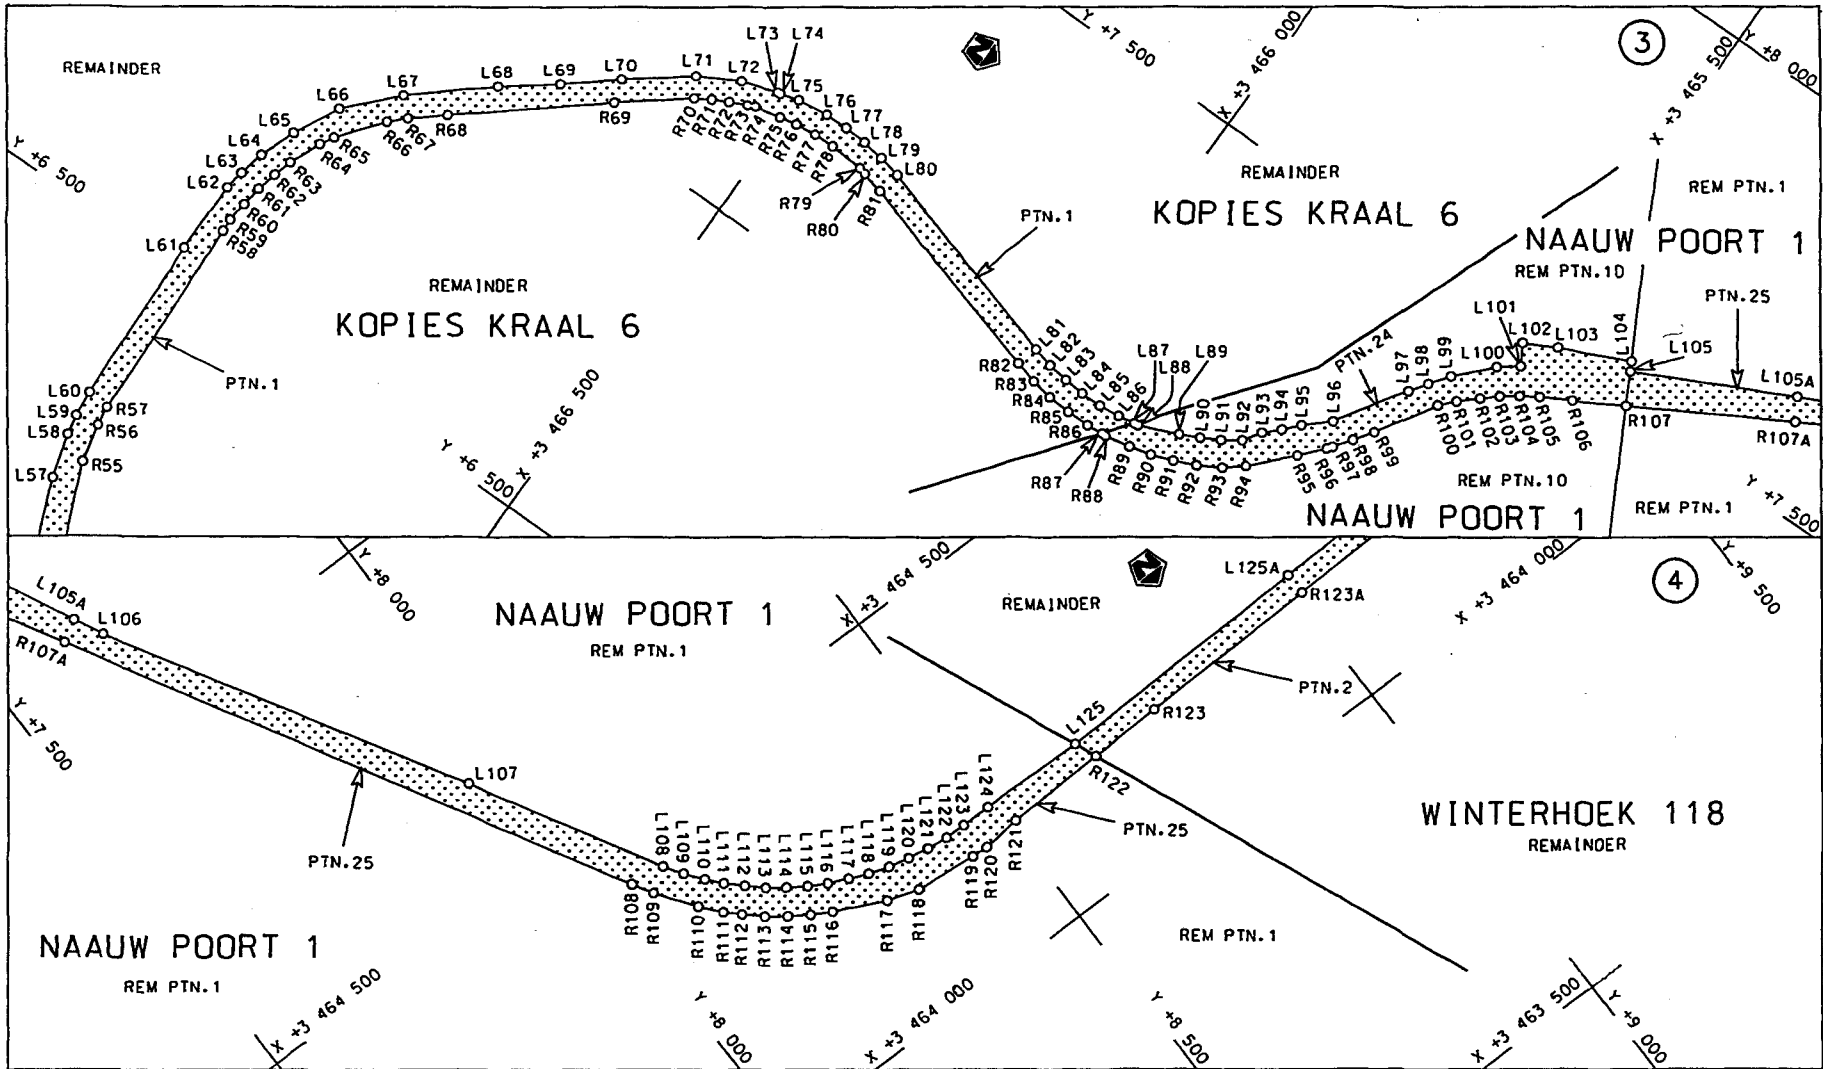 3
REMAINDER
Y +6 500
L57
L58
L59
L60
L61
L62
L63
L64
L65
L66
L67
L68
L69
L70
L71
L72
L73
L74
L75
L76
L77
L78
L79
L80
R55
R56
R57
R58
R59
R60
R61
R62
R63
R64
R65
R66
R67
R68
R69
R70
R71
R72
R73
R74
R75
R76
R77
R78
R79
R80
R81
N
Y +7 500
X +3 466 000
REMAINDER
KOPIES KRAAL 6
PTN.1
REMAINDER
KOPIES KRAAL 6
PTN.1
Y +6 500
X +3 466 500
X +3 465 500
Y +8 000
REM PTN.1
NAAUW POORT 1
REM PTN.10
PTN.25
L81
L82
L83
L84
L85
L86
L87
L88
L89
L90
L91
L92
L93
L94
L95
L96
PTN.24
L97
L98
L99
L100
L101
L102
L103
L104
L105
L105A
R82
R83
R84
R85
R86
R87
R88
R89
R90
R91
R92
R93
R94
R95
R96
R97
R98
R99
R100
R101
R102
R103
R104
R105
R106
R107
R107A
REM PTN.10
NAAUW POORT 1
REM PTN.1
Y +7 500
4
L105A
L106
R107A
Y +8 000
NAAUW POORT 1
REM PTN.1
X +3 464 500
N
REMAINDER
L125A
R123A
X +3 464 000
Y +9 500
Y +7 500
PTN.25
L107
L108
L109
L110
L111
L112
L113
L114
L115
L116
L117
L118
L119
L120
L121
L122
L123
L124
L125
PTN.2
R123
R122
R108
R109
R110
R111
R112
R113
R114
R115
R116
R117
R118
R119
R120
R121
PTN.25
WINTERHOEK 118
REMAINDER
NAAUW POORT 1
REM PTN.1
REM PTN.1
X +3 464 500
Y +8 000
X +3 464 000
Y +8 500
X +3 463 500
Y +9 000